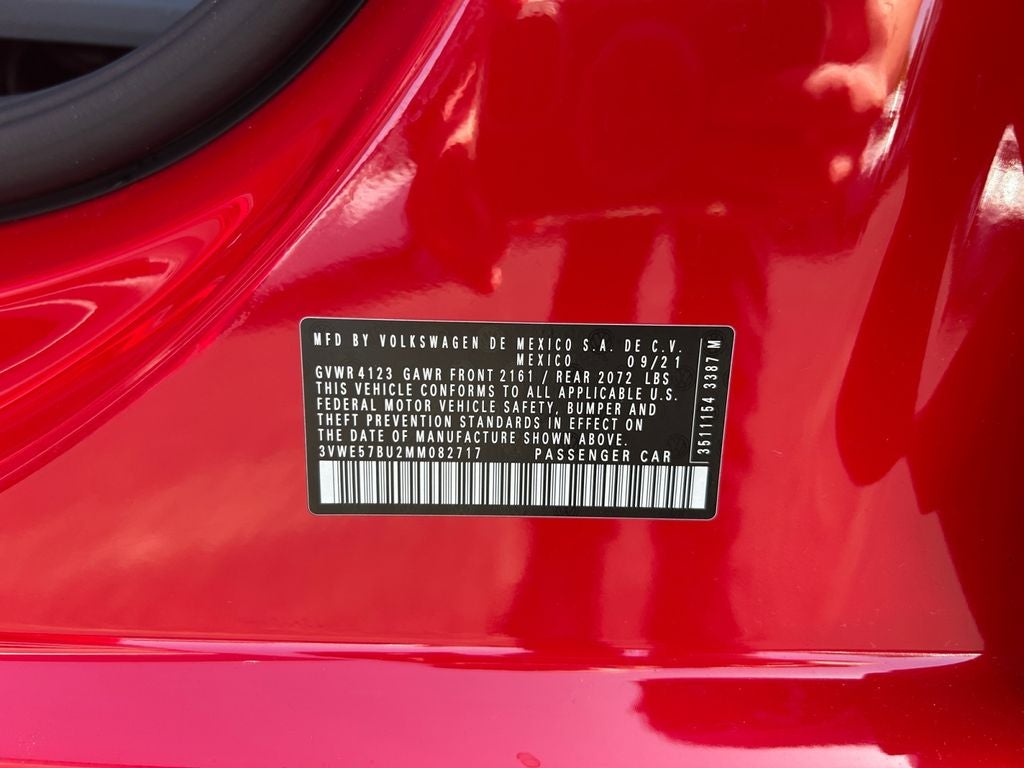 MFD BY VOLKSWAGEN DE MEXICO S.A. DE C.V.
MEXICO 09/21
GVWR 4123 GAWR FRONT 2161 / REAR 2072 LBS
THIS VEHICLE CONFORMS TO ALL APPLICABLE U.S.
FEDERAL MOTOR VEHICLE SAFETY, BUMPER AND
THEFT PREVENTION STANDARDS IN EFFECT ON
THE DATE OF MANUFACTURE SHOWN ABOVE.
3VWE57BU2MM082717 PASSENGER CAR
3511154 3387 M